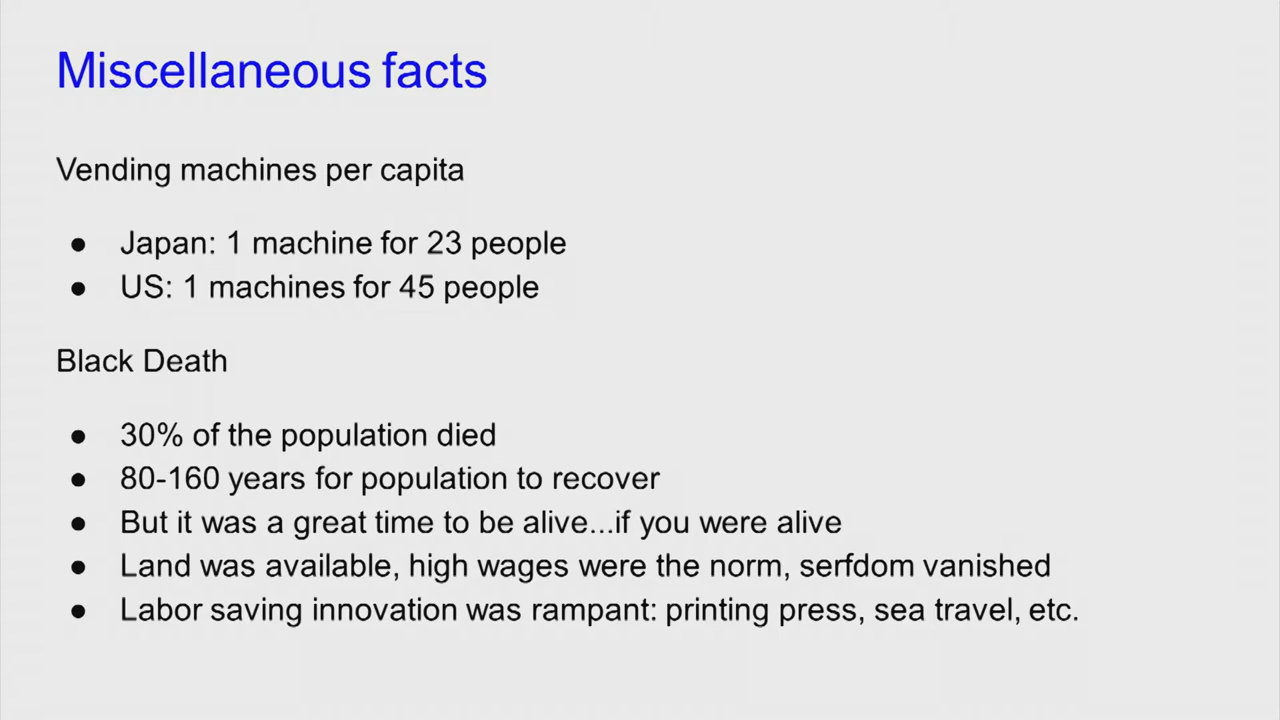 Miscellaneous facts
Vending machines per capita
● Japan: 1 machine for 23 people
● US: 1 machines for 45 people
Black Death
● 30% of the population died
● 80-160 years for population to recover
● But it was a great time to be alive...if you were alive
● Land was available, high wages were the norm, serfdom vanished
● Labor saving innovation was rampant: printing press, sea travel, etc.